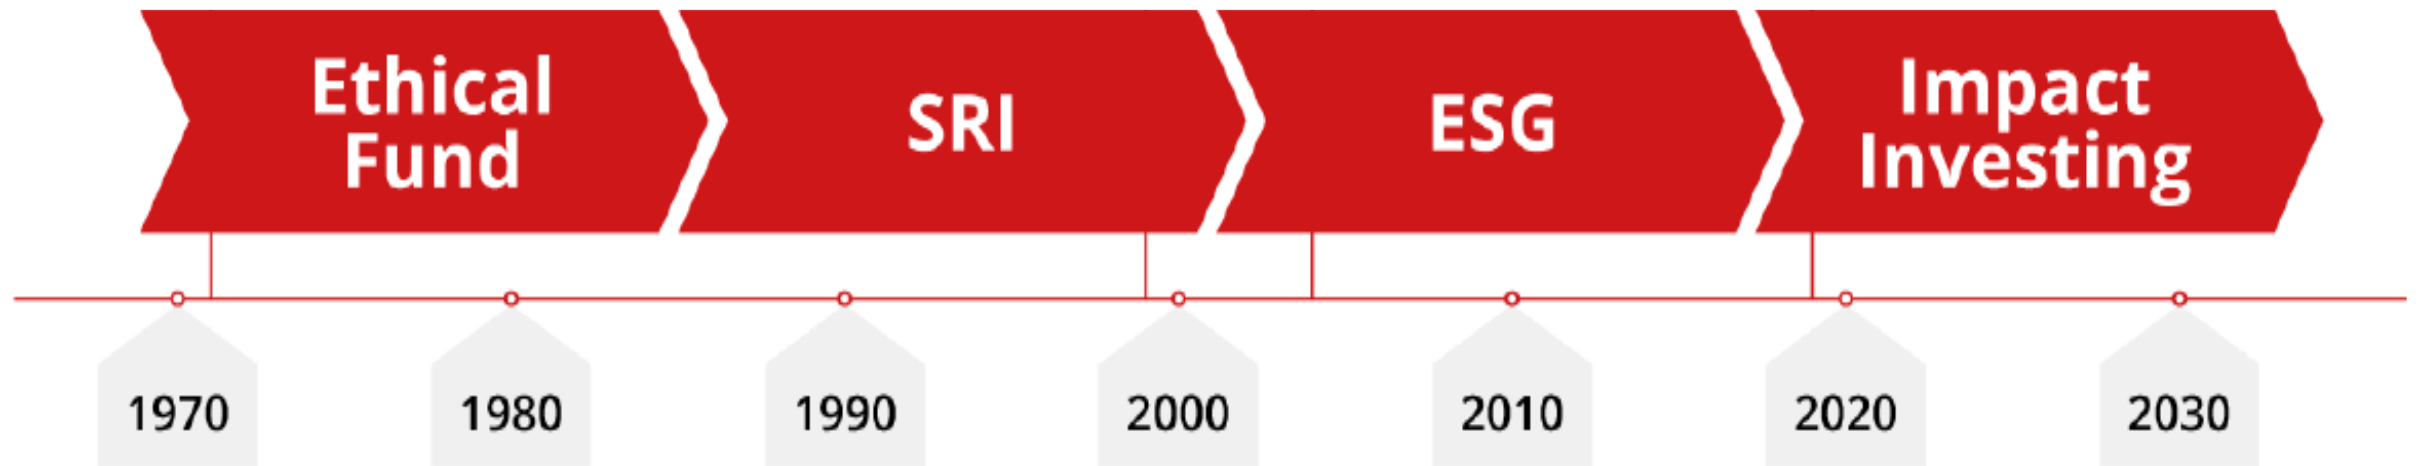 Ethical
Fund
SRI
ESG
Impact
Investing
1970
1980
1990
2000
2010
2020
2030